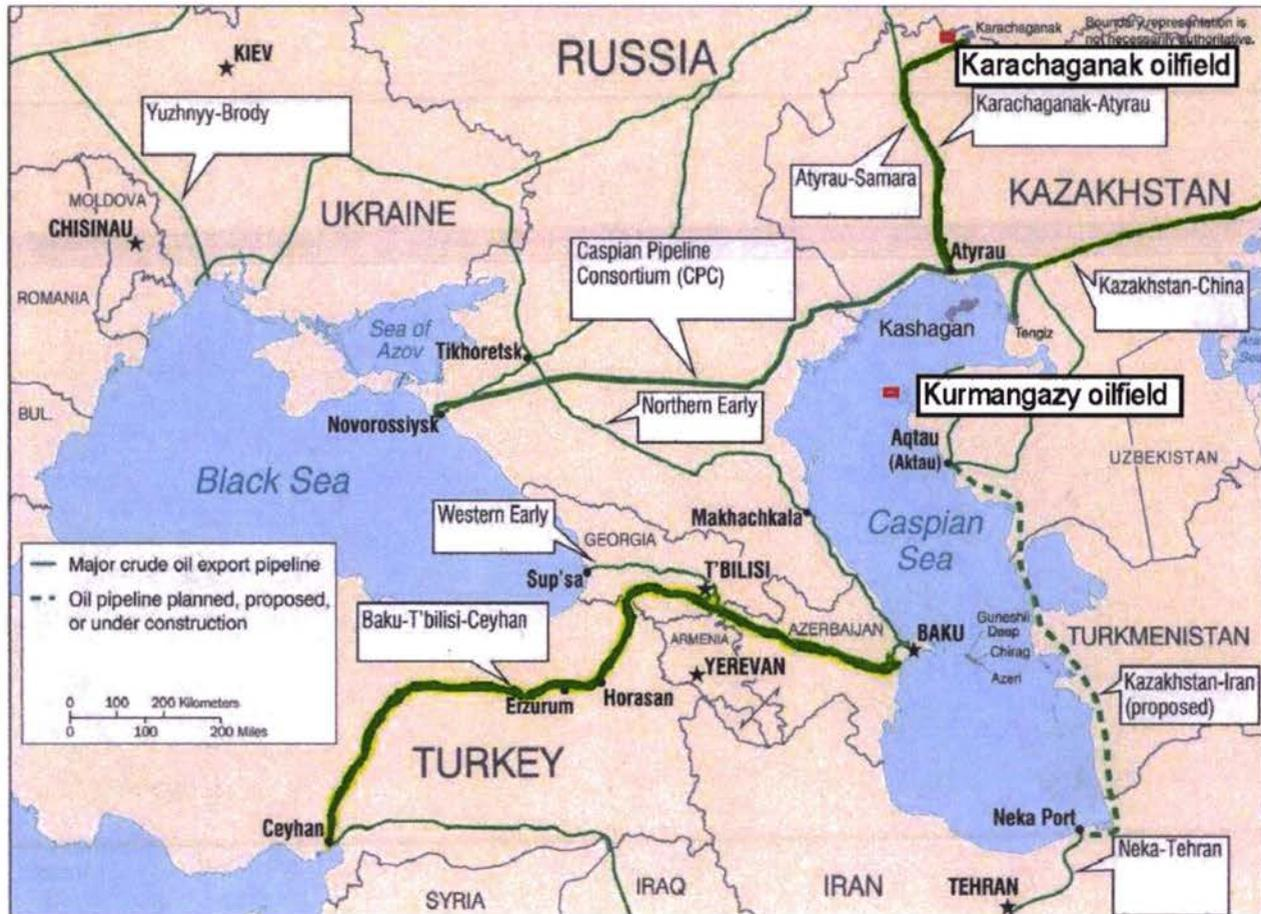 KIEV
RUSSIA
Karachaganak
Boundary representation is
not necessarily authoritative.
Karachaganak oilfield
Yuzhnyy-Brody
Karachaganak-Atyrau
MOLDOVA
CHISINAU
UKRAINE
Atyrau-Samara
KAZAKHSTAN
Caspian Pipeline
Consortium (CPC)
Atyrau
ROMANIA
Kazakhstan-China
Sea of
Azov
Kashagan
Tengiz
Tikhoretsk
Kurmangazy oilfield
BUL.
Novorossiysk
Northern Early
Aqtau
(Aktau)
UZBEKISTAN
Black Sea
Western Early
Makhachkala
Caspian
Sea
GEORGIA
Major crude oil export pipeline
Sup'sa
T'BILISI
Oil pipeline planned, proposed,
or under construction
Baku-T'bilisi-Ceyhan
ARMENIA
AZERBAIJAN
BAKU
Guneshli
Deep
Chirag
Azeri
TURKMENISTAN
YEREVAN
0 100 200 Kilometers
0 100 200 Miles
Erzurum
Horasan
Kazakhstan-Iran
(proposed)
TURKEY
Ceyhan
Neka Port
Neka-Tehran
SYRIA
IRAQ
IRAN
TEHRAN